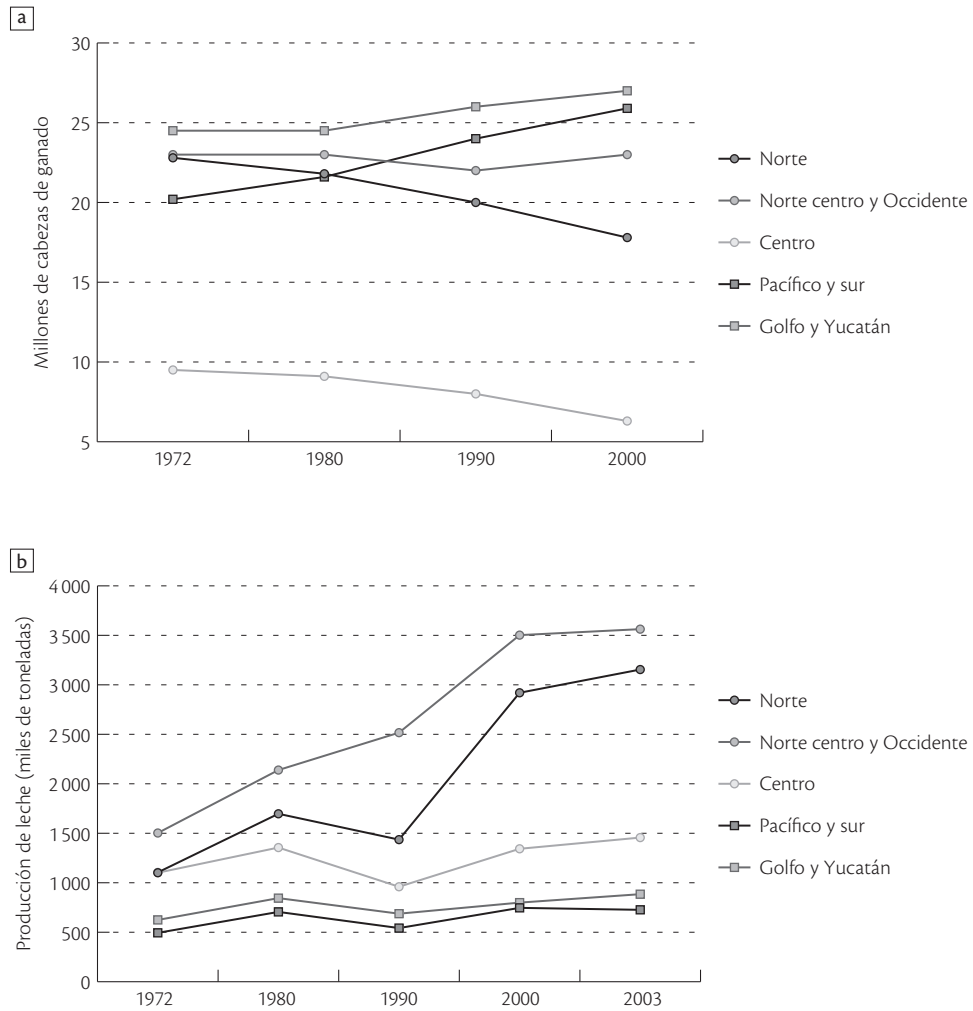 a
Millones de cabezas de ganado
30
25
20
15
10
5
1972 1980 1990 2000
Norte
Norte centro y Occidente
Centro
Pacífico y sur
Golfo y Yucatán
b
Producción de leche (miles de toneladas)
4 000
3 500
3 000
2 500
2 000
1 500
1 000
500
0
1972 1980 1990 2000 2003
Norte
Norte centro y Occidente
Centro
Pacífico y sur
Golfo y Yucatán